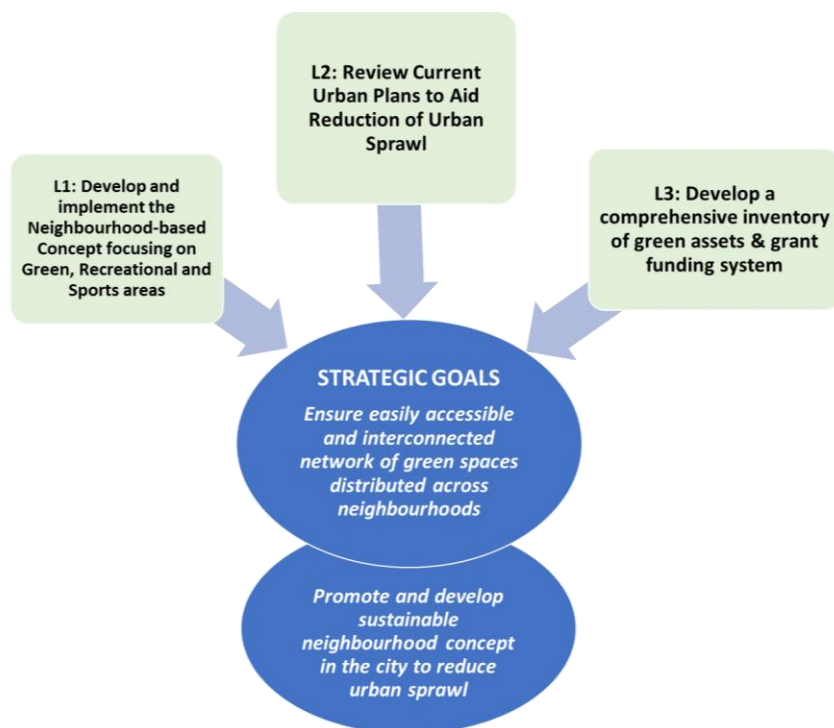 L2: Review Current
Urban Plans to Aid
Reduction of Urban
Sprawl
L1: Develop and
implement the
Neighbourhood-based
Concept focusing on
Green, Recreational and
Sports areas
L3: Develop a
comprehensive inventory
of green assets & grant
funding system
STRATEGIC GOALS
Ensure easily accessible
and interconnected
network of green spaces
distributed across
neighbourhoods
Promote and develop
sustainable
neighbourhood concept
in the city to reduce
urban sprawl